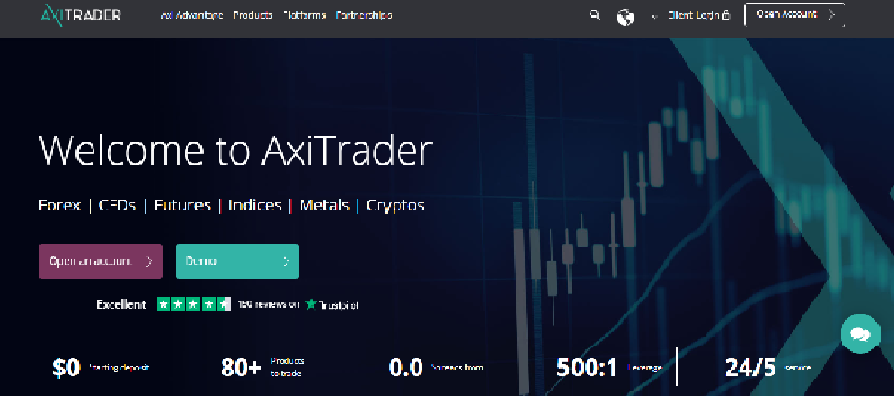 AXITRADER
Axi Advantage Products Platforms Partnerships
Client Login
Open Account
Welcome to AxiTrader
Forex | CFDs | Futures | Indices | Metals | Cryptos
Open an account
Demo
Excellent
reviews on Trustpilot
$0 Starting deposit
80+ Products to trade
0.0 Spreads from
500:1 Leverage
24/5 service